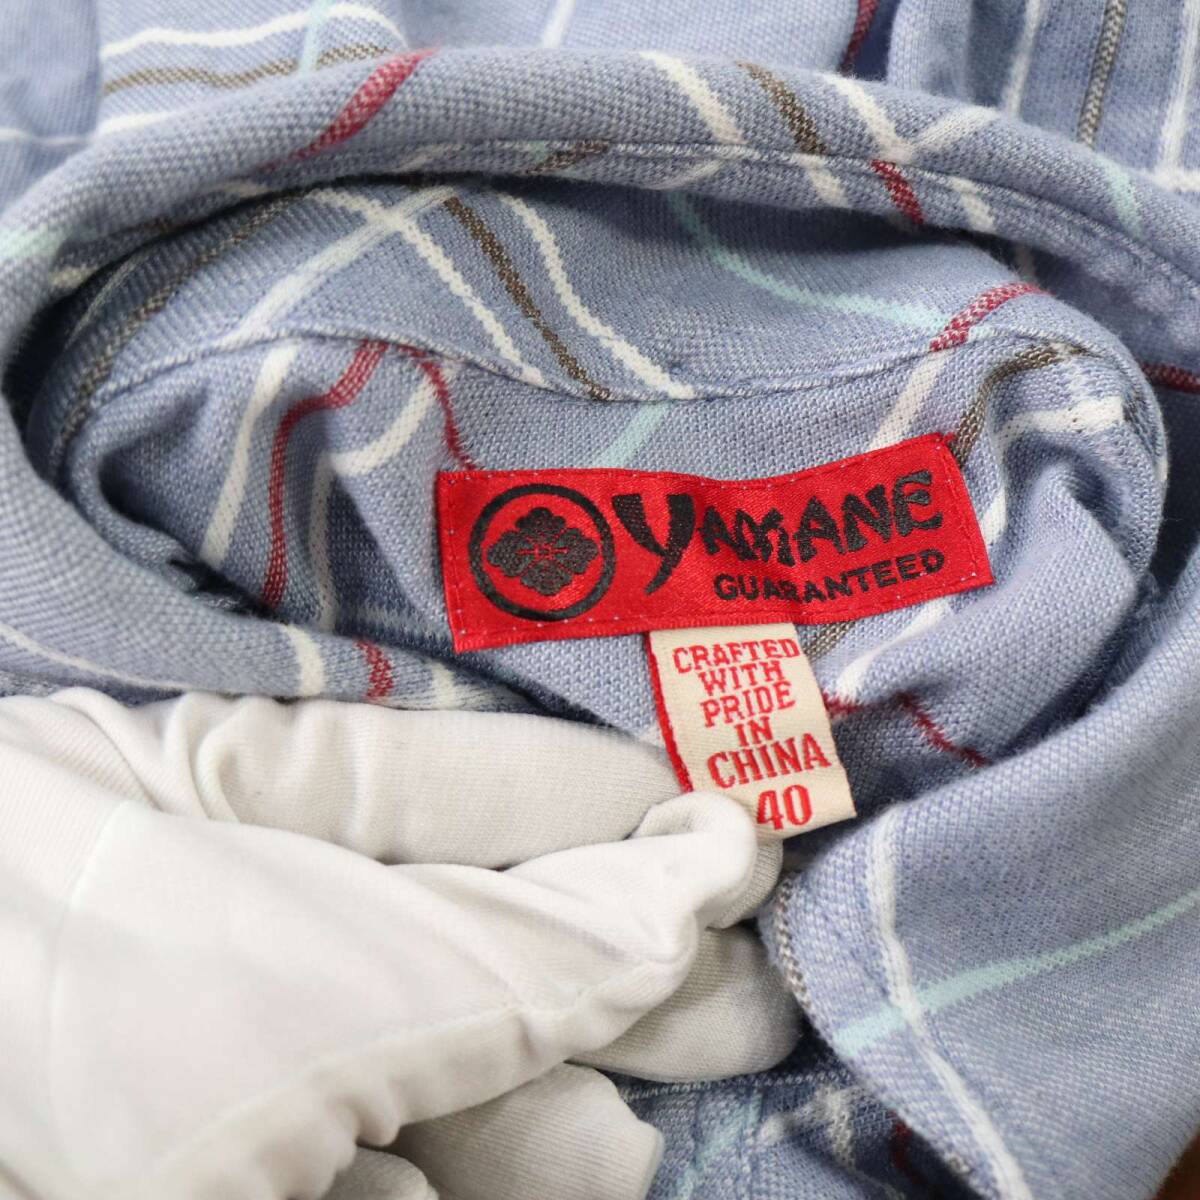 YAMANE
GUARANTEED
CRAFTED
WITH
PRIDE
IN
CHINA
40